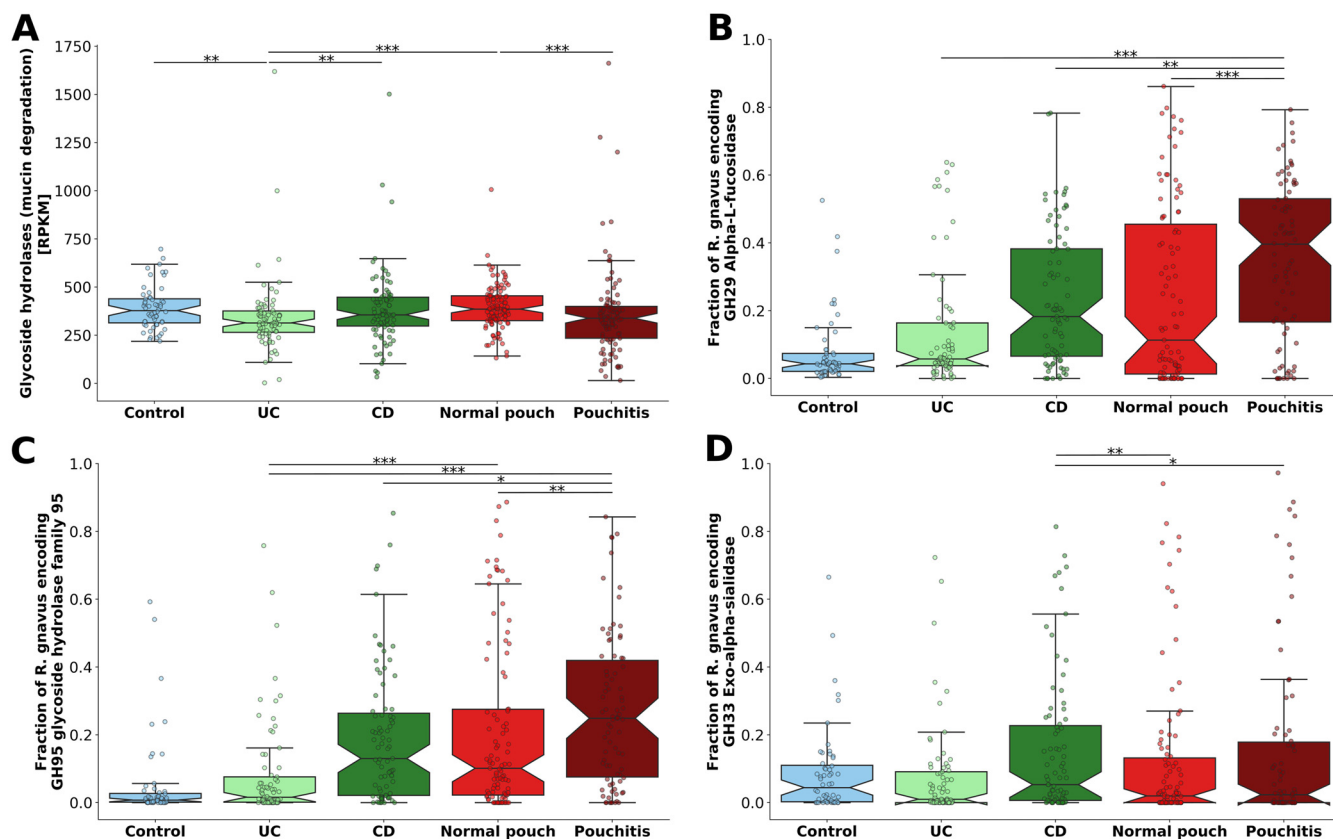 A
Glycoside hydrolases (mucin degradation)
[RPKM]
1750
1500
1250
1000
750
500
250
0
**
***
**
***
Control UC CD Normal pouch Pouchitis
B
Fraction of R. gnavus encoding
GH29 Alpha-L-fucosidase
1.0
0.8
0.6
0.4
0.2
0.0
***
**
***
Control UC CD Normal pouch Pouchitis
C
Fraction of R. gnavus encoding
GH95 glycoside hydrolase family 95
1.0
0.8
0.6
0.4
0.2
0.0
***
***
*
**
Control UC CD Normal pouch Pouchitis
D
Fraction of R. gnavus encoding
GH33 Exo-alpha-sialidase
1.0
0.8
0.6
0.4
0.2
0.0
**
*
Control UC CD Normal pouch Pouchitis